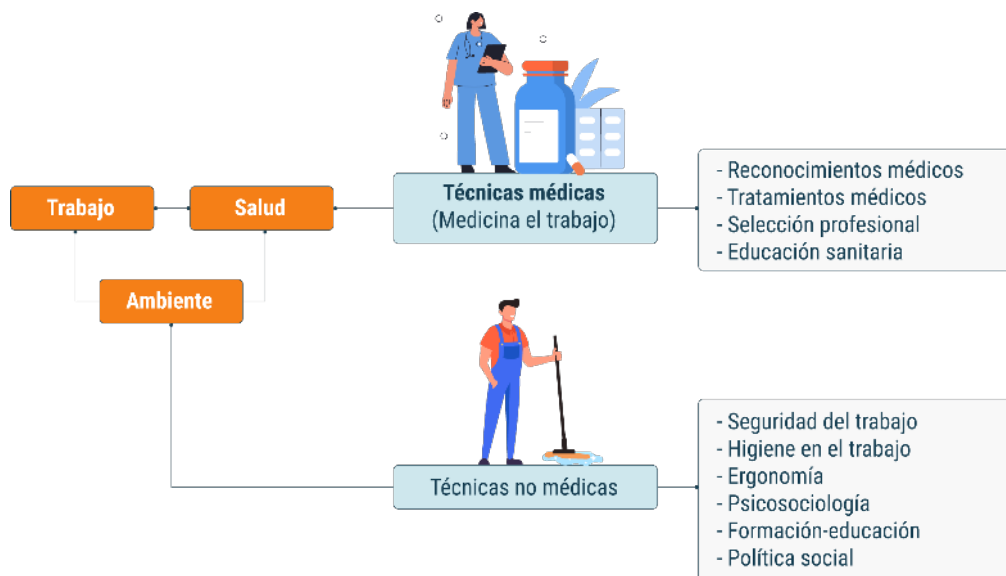 Trabajo
Salud
Ambiente
Técnicas médicas
(Medicina el trabajo)
- Reconocimientos médicos
- Tratamientos médicos
- Selección profesional
- Educación sanitaria
Técnicas no médicas
- Seguridad del trabajo
- Higiene en el trabajo
- Ergonomía
- Psicosociología
- Formación-educación
- Política social